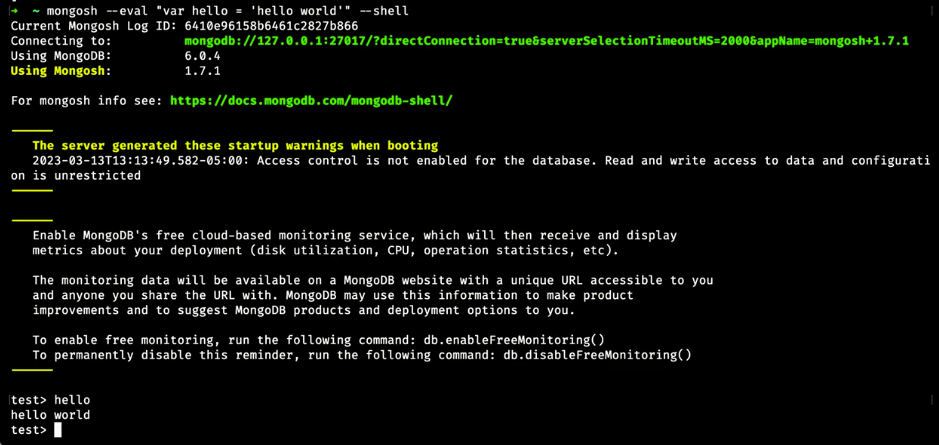 → ~ mongosh --eval "var hello = 'hello world'" --shell
Current Mongosh Log ID: 6410e96158b6461c2827b866
Connecting to: mongodb://127.0.0.1:27017/?directConnection=true&serverSelectionTimeoutMS=2000&appName=mongosh+1.7.1
Using MongoDB: 6.0.4
Using Mongosh: 1.7.1
For mongosh info see: https://docs.mongodb.com/mongodb-shell/
------
The server generated these startup warnings when booting
2023-03-13T13:13:49.582-05:00: Access control is not enabled for the database. Read and write access to data and configurati
on is unrestricted
------
------
Enable MongoDB's free cloud-based monitoring service, which will then receive and display
metrics about your deployment (disk utilization, CPU, operation statistics, etc).
The monitoring data will be available on a MongoDB website with a unique URL accessible to you
and anyone you share the URL with. MongoDB may use this information to make product
improvements and to suggest MongoDB products and deployment options to you.
To enable free monitoring, run the following command: db.enableFreeMonitoring()
To permanently disable this reminder, run the following command: db.disableFreeMonitoring()
------
test> hello
hello world
test>